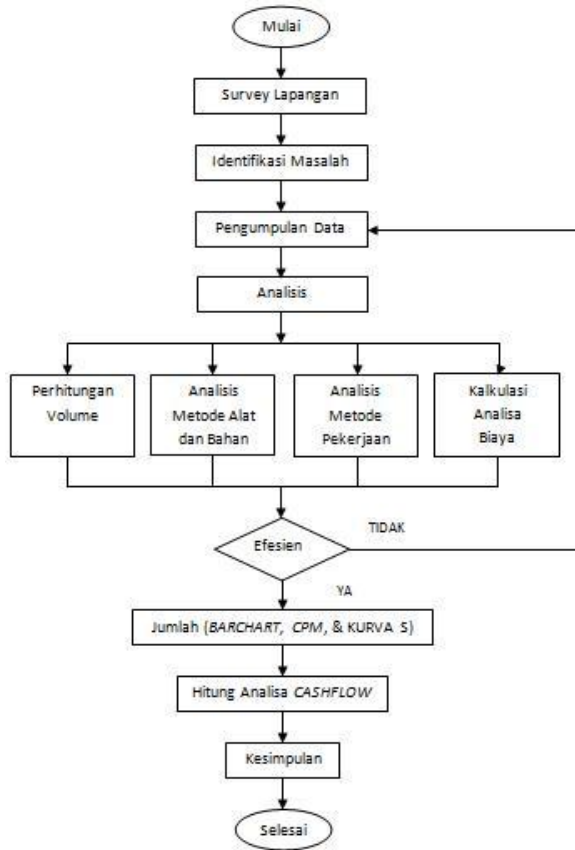 Mulai
Survey Lapangan
Identifikasi Masalah
Pengumpulan Data
Analisis
Perhitungan
Volume
Analisis
Metode Alat
dan Bahan
Analisis
Metode
Pekerjaan
Kalkulasi
Analisa
Biaya
Efesien
TIDAK
YA
Jumlah (BARCHART, CPM, & KURVA S)
Hitung Analisa CASHFLOW
Kesimpulan
Selesai